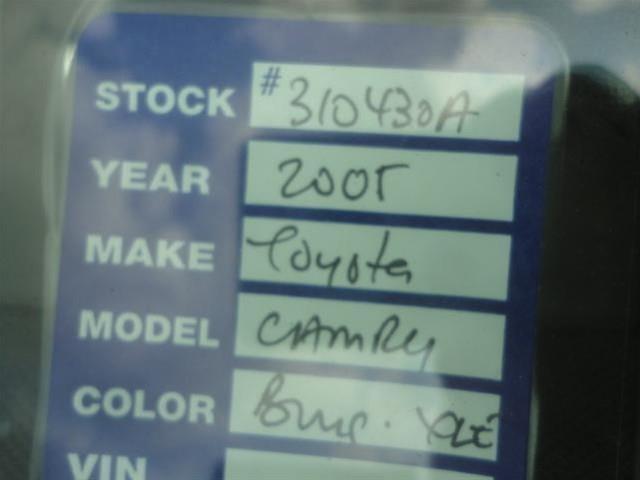 STOCK # 310430A
YEAR 2005
MAKE Toyota
MODEL CAMRY
COLOR
VIN